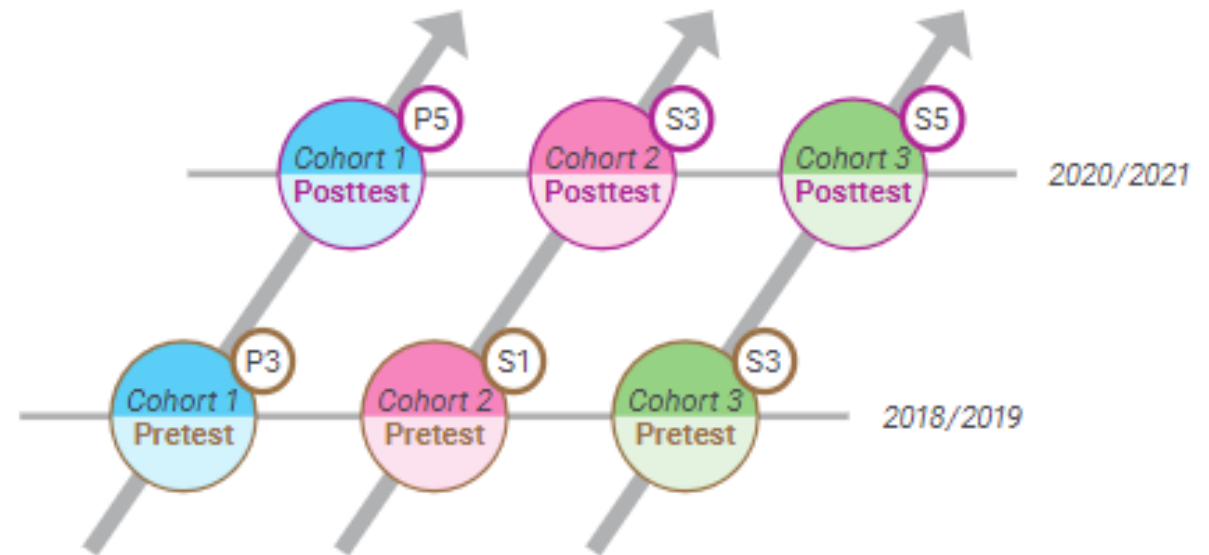 P5
S3
S5
Cohort 1
Posttest
Cohort 2
Posttest
Cohort 3
Posttest
2020/2021
P3
S1
S3
Cohort 1
Pretest
Cohort 2
Pretest
Cohort 3
Pretest
2018/2019